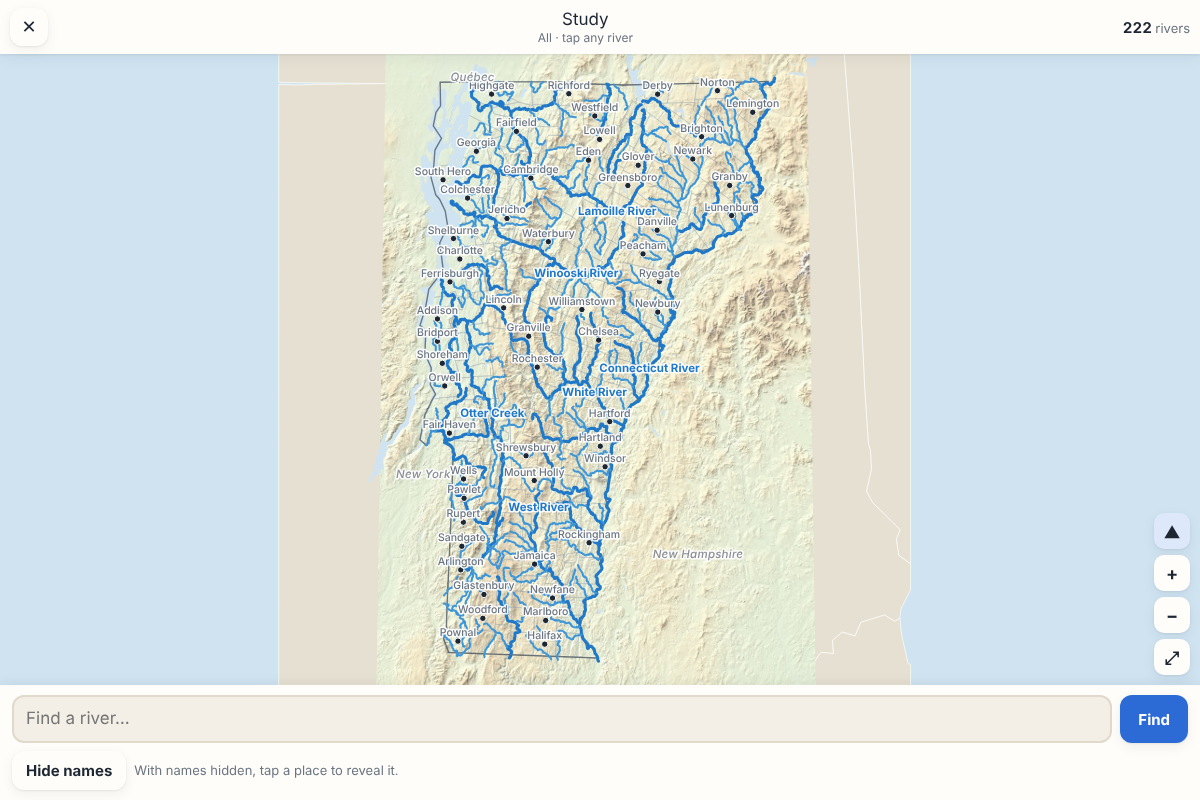 ✕
Study
All · tap any river
222 rivers
Québec
Highgate
Richford
Derby
Norton
Lemington
Westfield
Fairfield
Lowell
Brighton
Georgia
Eden
Glover
Newark
South Hero
Cambridge
Greensboro
Granby
Colchester
Jericho
Lamoille River
Lunenburg
Danville
Shelburne
Waterbury
Charlotte
Peacham
Ferrisburgh
Winooski River
Ryegate
Lincoln
Williamstown
Newbury
Addison
Granville
Chelsea
Bridport
Shoreham
Rochester
Connecticut River
Orwell
White River
Otter Creek
Hartford
Fair Haven
Shrewsbury
Hartland
Windsor
New York
Wells
Mount Holly
Pawlet
West River
Rupert
Sandgate
Rockingham
Jamaica
New Hampshire
Arlington
Glastenbury
Newfane
Woodford
Marlboro
Pownal
Halifax
▲
+
−
⤢
Find a river...
Find
Hide names
With names hidden, tap a place to reveal it.